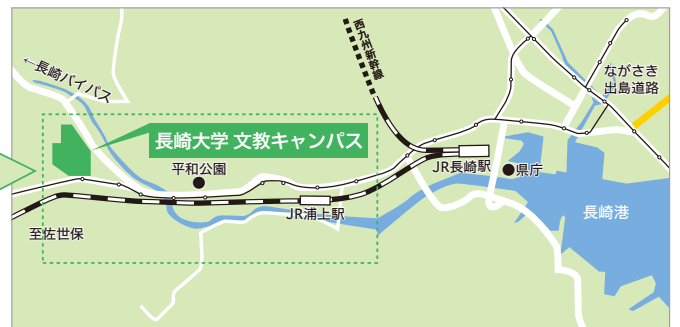 西九州新幹線
←長崎バイパス
ながさき
出島道路
長崎大学 文教キャンパス
平和公園
JR長崎駅
県庁
JR浦上駅
長崎港
至佐世保